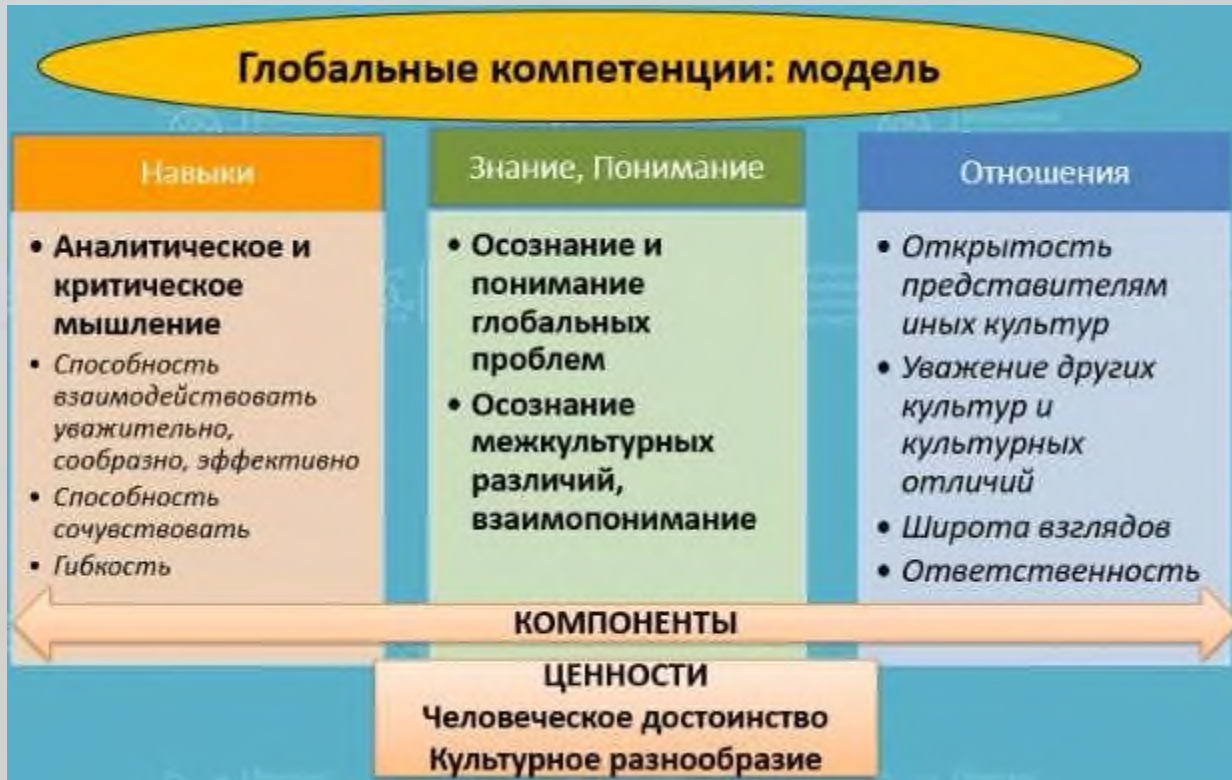 Глобальные компетенции: модель
Навыки
• Аналитическое и
критическое
мышление
• Способность
взаимодействовать
уважительно,
сообразно, эффективно
• Способность
сочувствовать
• Гибкость
Знание, Понимание
• Осознание и
понимание
глобальных
проблем
• Осознание
межкультурных
различий,
взаимопонимание
Отношения
• Открытость
представителям
иных культур
• Уважение других
культур и
культурных
отличий
• Широта взглядов
• Ответственность
КОМПОНЕНТЫ
ЦЕННОСТИ
Человеческое достоинство
Культурное разнообразие